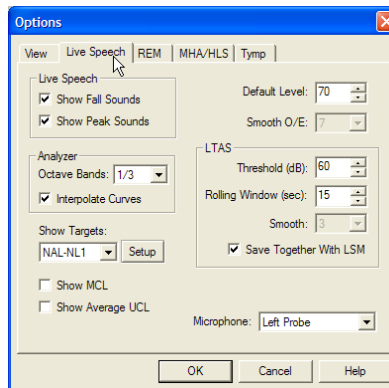 Options
View Live Speech REM MHA/HLS Tymp
Live Speech
Show Fall Sounds
Show Peak Sounds
Default Level: 70
Smooth O/E: 7
Analyzer
Octave Bands: 1/3
Interpolate Curves
LTAS
Threshold (dB): 60
Rolling Window (sec): 15
Smooth: 3
Save Together With LSM
Show Targets:
NAL-NL1 Setup
Show MCL
Show Average UCL
Microphone: Left Probe
OK Cancel Help